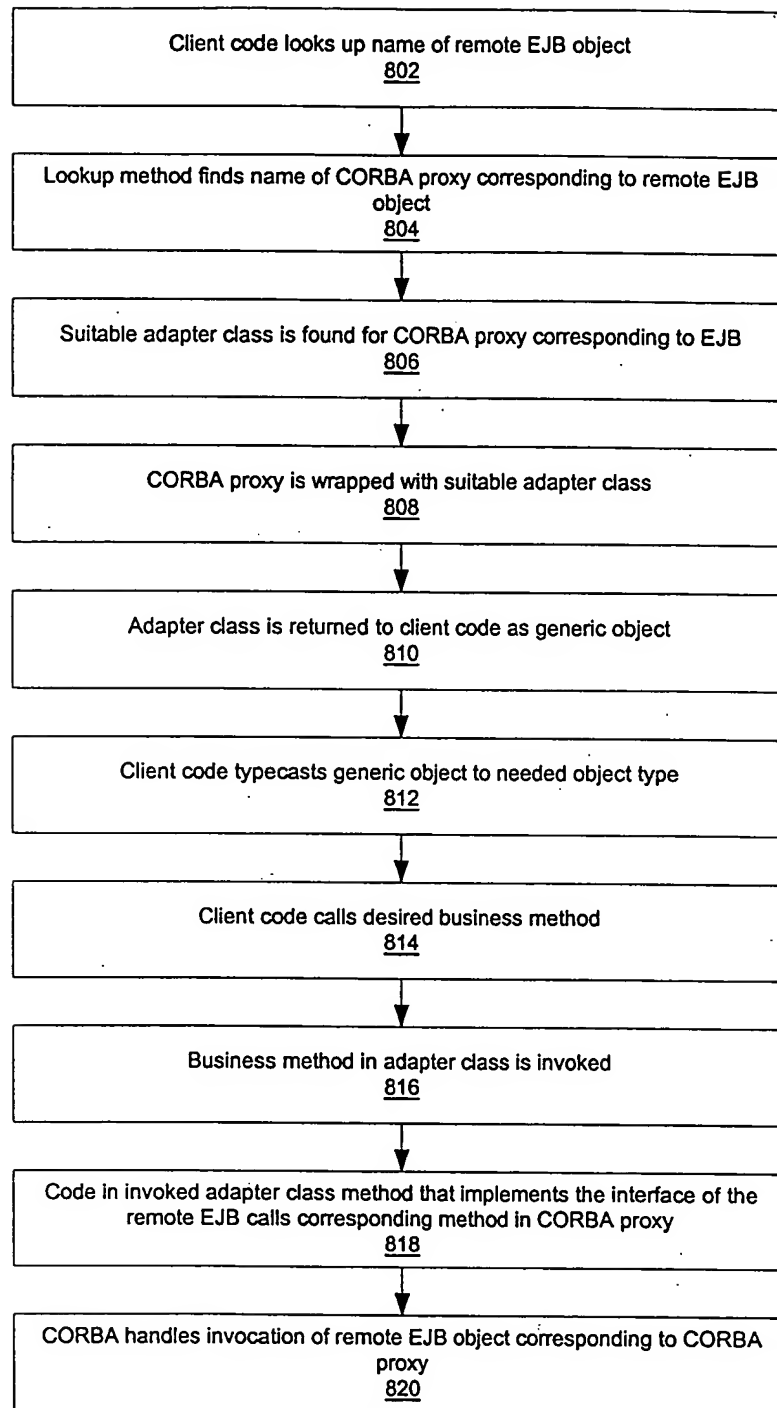 Client code looks up name of remote EJB object
802
Lookup method finds name of CORBA proxy corresponding to remote EJB
object
804
Suitable adapter class is found for CORBA proxy corresponding to EJB
806
CORBA proxy is wrapped with suitable adapter class
808
Adapter class is returned to client code as generic object
810
Client code typecasts generic object to needed object type
812
Client code calls desired business method
814
Business method in adapter class is invoked
816
Code in invoked adapter class method that implements the interface of the
remote EJB calls corresponding method in CORBA proxy
818
CORBA handles invocation of remote EJB object corresponding to CORBA
proxy
820